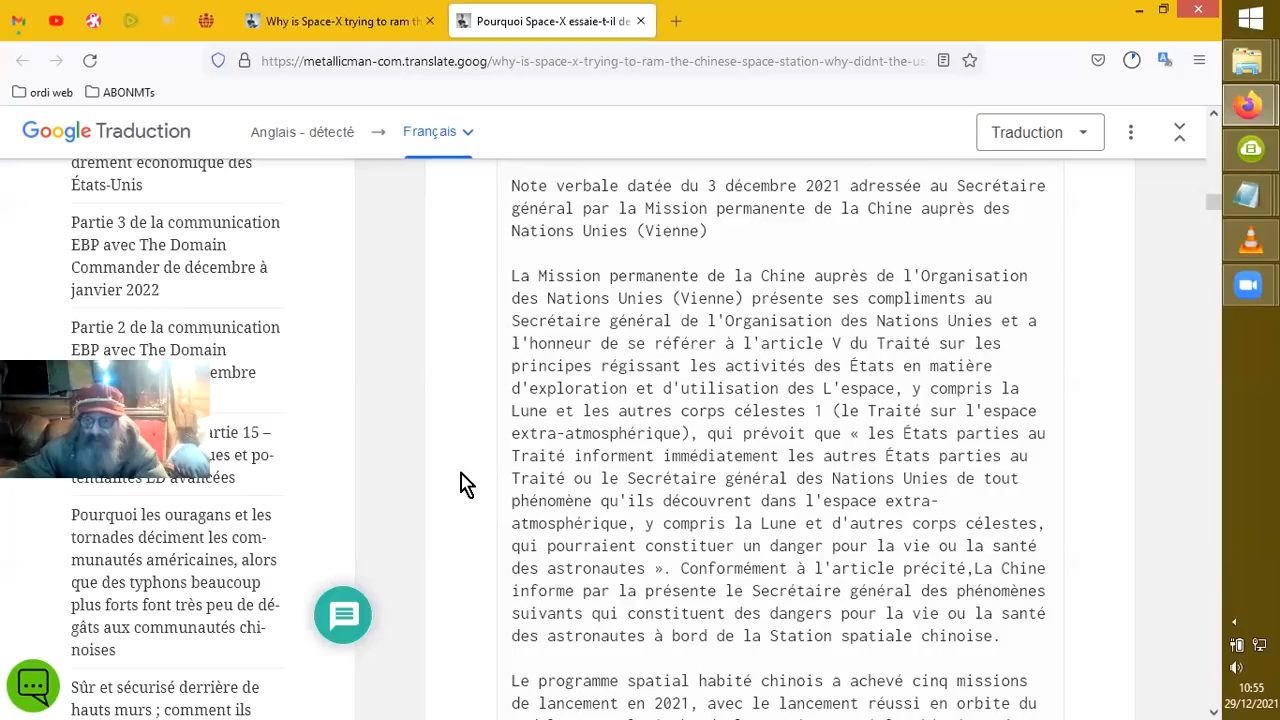 Why is Space-X trying to ram th
Pourquoi Space-X essaie-t-il de
https://metallicman-com.translate.goog/why-is-space-x-trying-to-ram-the-chinese-space-station-why-didnt-the-us
ordi web
ABONMTs
Google Traduction
Anglais - détecté
Français
Traduction
drement économique des
États-Unis
Partie 3 de la communication
EBP avec The Domain
Commander de décembre à
janvier 2022
Partie 2 de la communication
EBP avec The Domain
embre
artie 15 –
ues et po-
tentialités ED avancées
Pourquoi les ouragans et les
tornades déciment les com-
munautés américaines, alors
que des typhons beaucoup
plus forts font très peu de dé-
gâts aux communautés chi-
noises
Sûr et sécurisé derrière de
hauts murs ; comment ils
Note verbale datée du 3 décembre 2021 adressée au Secrétaire
général par la Mission permanente de la Chine auprès des
Nations Unies (Vienne)
La Mission permanente de la Chine auprès de l'Organisation
des Nations Unies (Vienne) présente ses compliments au
Secrétaire général de l'Organisation des Nations Unies et a
l'honneur de se référer à l'article V du Traité sur les
principes régissant les activités des États en matière
d'exploration et d'utilisation des L'espace, y compris la
Lune et les autres corps célestes 1 (le Traité sur l'espace
extra-atmosphérique), qui prévoit que « les États parties au
Traité informent immédiatement les autres États parties au
Traité ou le Secrétaire général des Nations Unies de tout
phénomène qu'ils découvrent dans l'espace extra-
atmosphérique, y compris la Lune et d'autres corps célestes,
qui pourraient constituer un danger pour la vie ou la santé
des astronautes ». Conformément à l'article précité,La Chine
informe par la présente le Secrétaire général des phénomènes
suivants qui constituent des dangers pour la vie ou la santé
des astronautes à bord de la Station spatiale chinoise.
Le programme spatial habité chinois a achevé cinq missions
de lancement en 2021, avec le lancement réussi en orbite du
10:55
29/12/2021